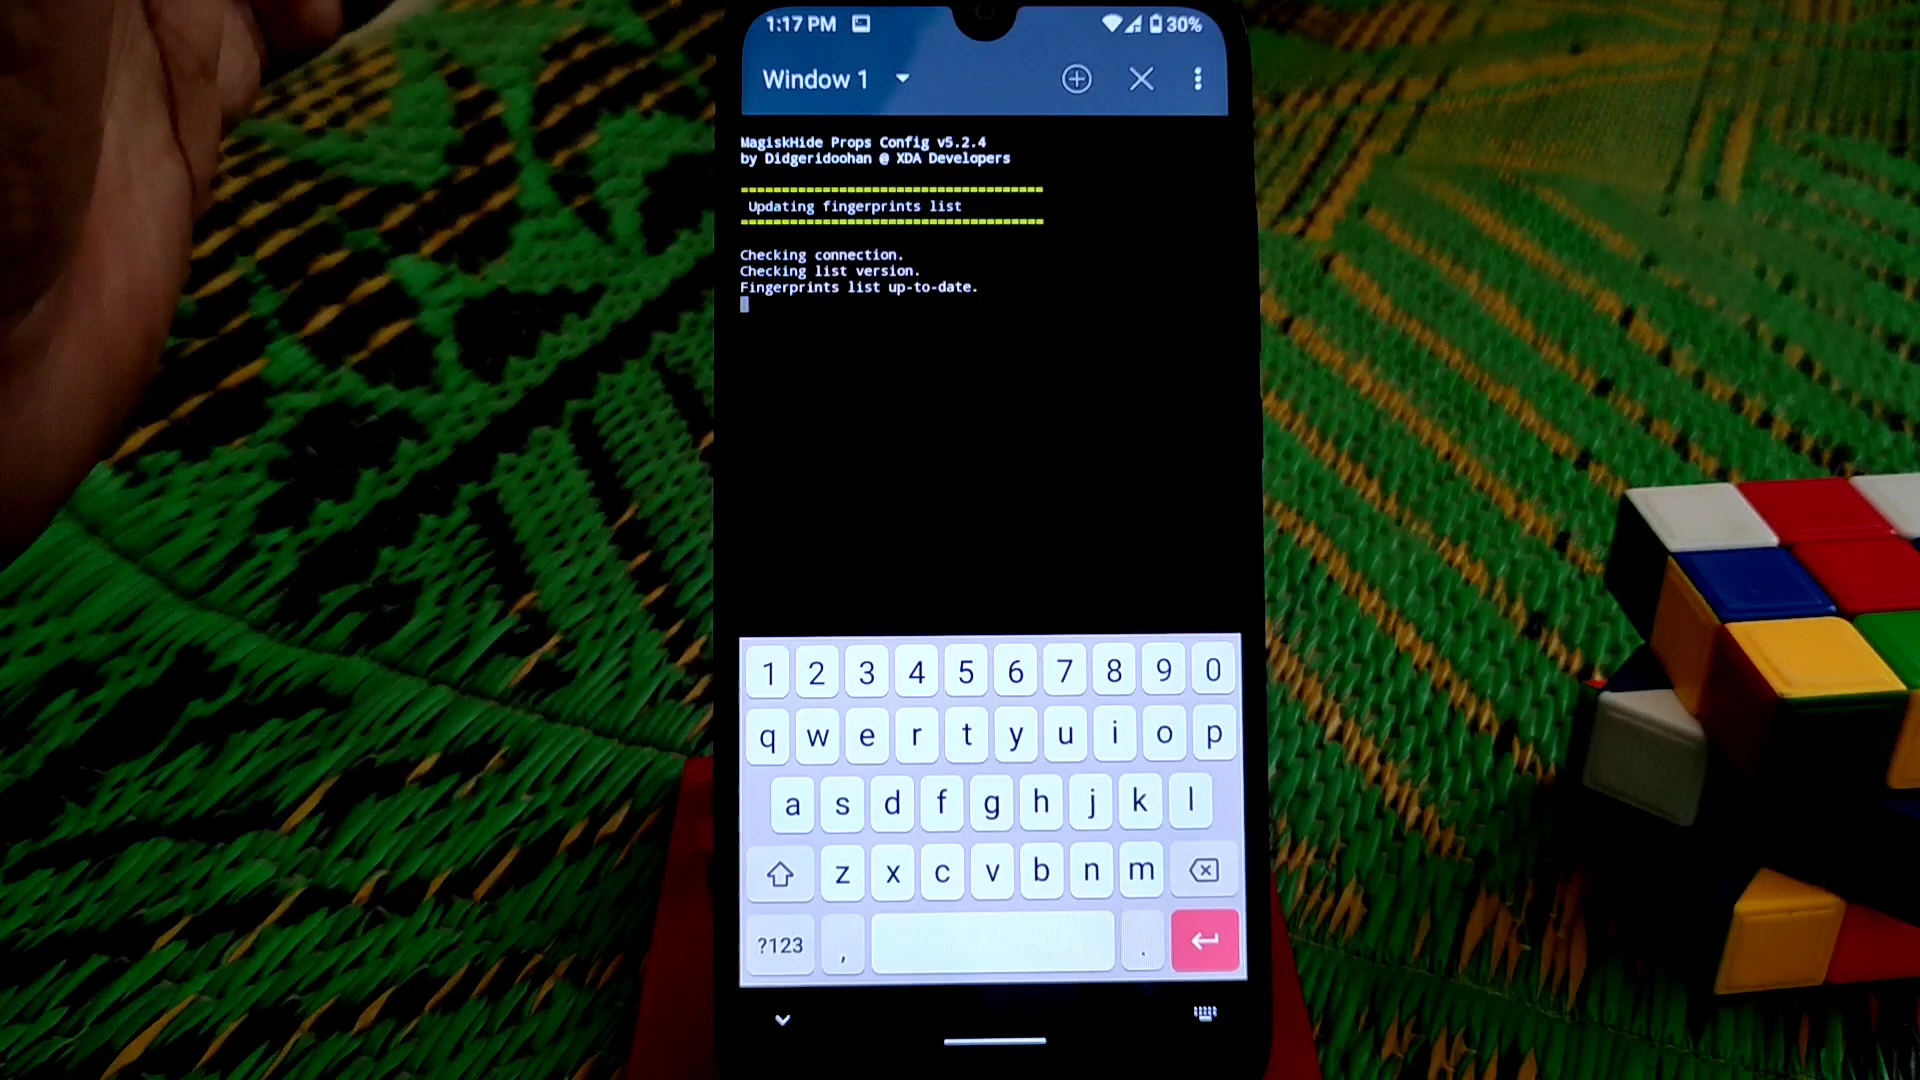 1:17 PM 30%
Window 1
MagiskHide Props Config v5.2.4
by Didgeridoohan @ XDA Developers
=====================================
Updating fingerprints list
=====================================
Checking connection.
Checking list version.
Fingerprints list up-to-date.
1 2 3 4 5 6 7 8 9 0
q w e r t y u i o p
a s d f g h j k l
z x c v b n m
?123 , .